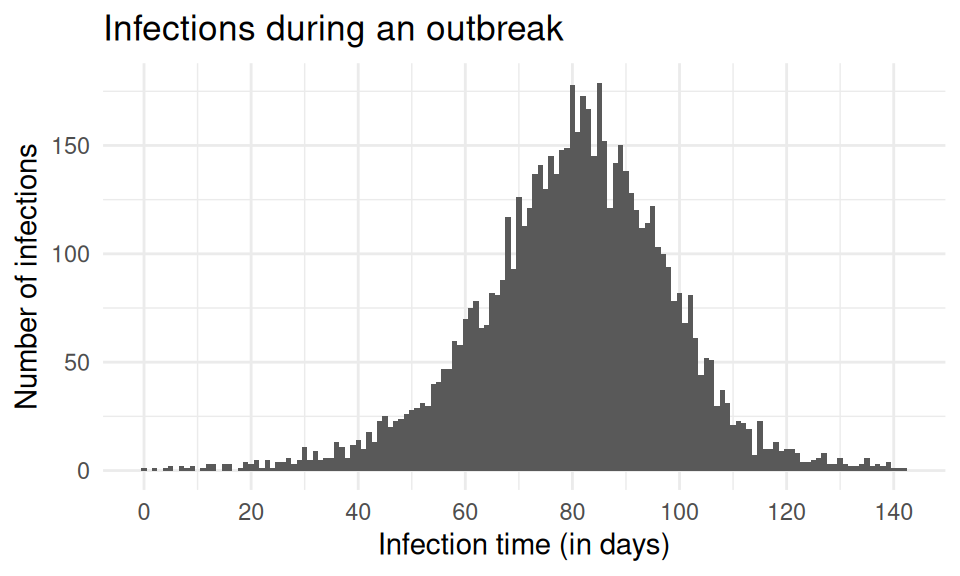 Infections during an outbreak
Number of infections
150
100
50
0
0 20 40 60 80 100 120 140
Infection time (in days)